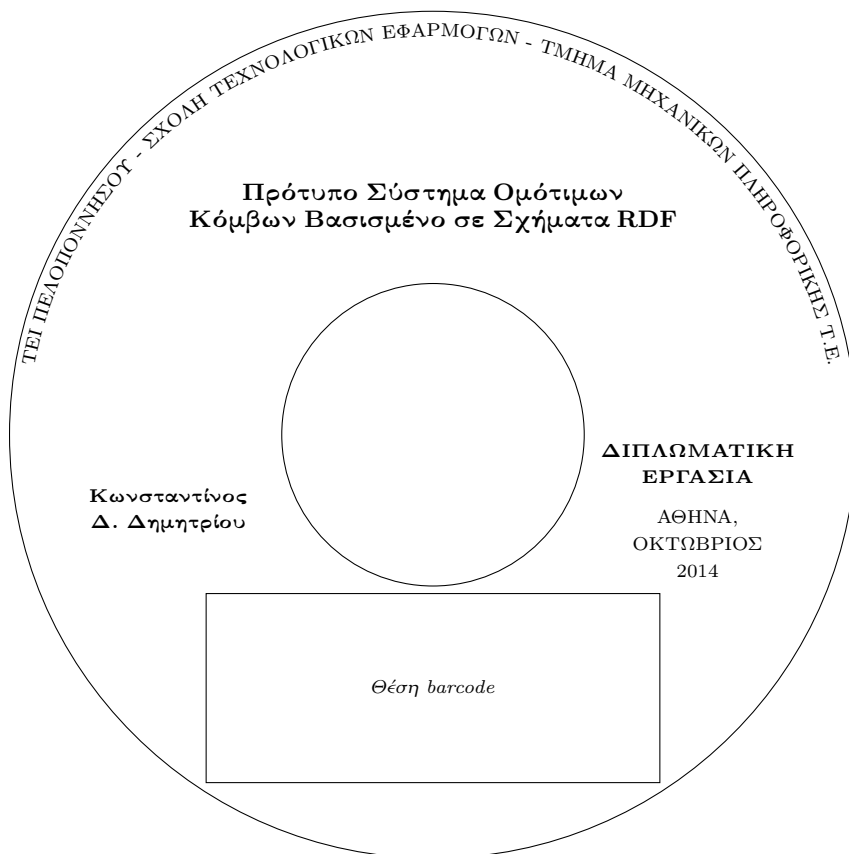 ΤΕΙ ΠΕΛΟΠΟΝΝΗΣΟΥ - ΣΧΟΛΗ ΤΕΧΝΟΛΟΓΙΚΩΝ ΕΦΑΡΜΟΓΩΝ - ΤΜΗΜΑ ΜΗΧΑΝΙΚΩΝ ΠΛΗΡΟΦΟΡΙΚΗΣ Τ.Ε.
Πρότυπο Σύστημα Ομότιμων
Κόμβων Βασισμένο σε Σχήματα RDF
Κωνσταντίνος
Δ. Δημητρίου
ΔΙΠΛΩΜΑΤΙΚΗ
ΕΡΓΑΣΙΑ
ΑΘΗΝΑ,
ΟΚΤΩΒΡΙΟΣ
2014
Θέση barcode